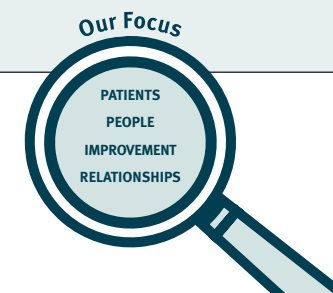 Our Focus
PATIENTS
PEOPLE
IMPROVEMENT
RELATIONSHIPS